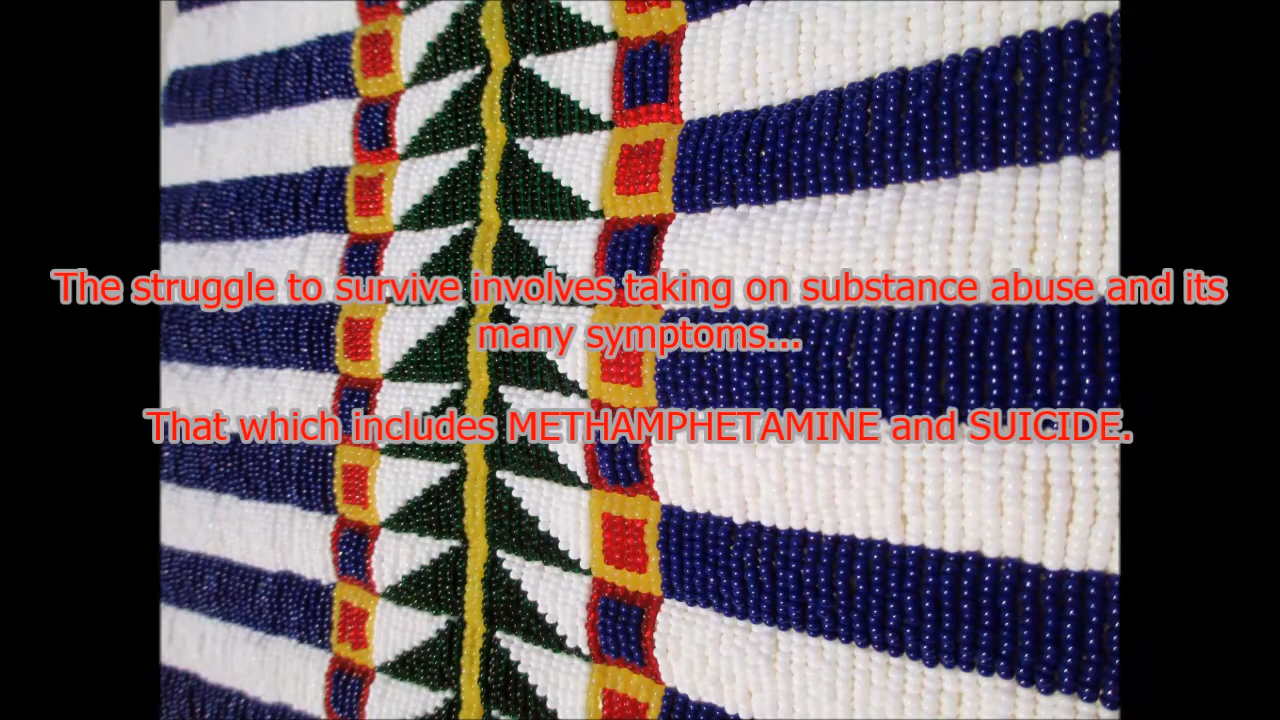 The struggle to survive involves taking on substance abuse and its
many symptoms...
That which includes METHAMPHETAMINE and SUICIDE.